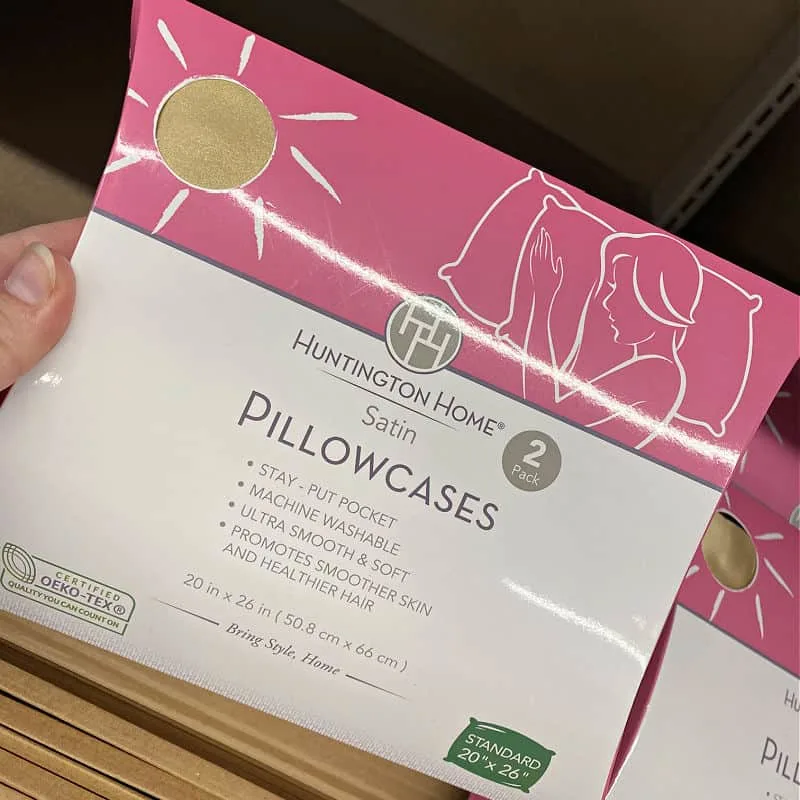 HUNTINGTON HOME®
Satin
PILLOWCASES
2
Pack
• STAY - PUT POCKET
• MACHINE WASHABLE
• ULTRA SMOOTH & SOFT
• PROMOTES SMOOTHER SKIN
AND HEALTHIER HAIR
20 in x 26 in ( 50.8 cm x 66 cm )
Bring Style, Home
CERTIFIED
OEKO-TEX®
QUALITY YOU CAN COUNT ON
STANDARD
20" x 26"
HU
PILL